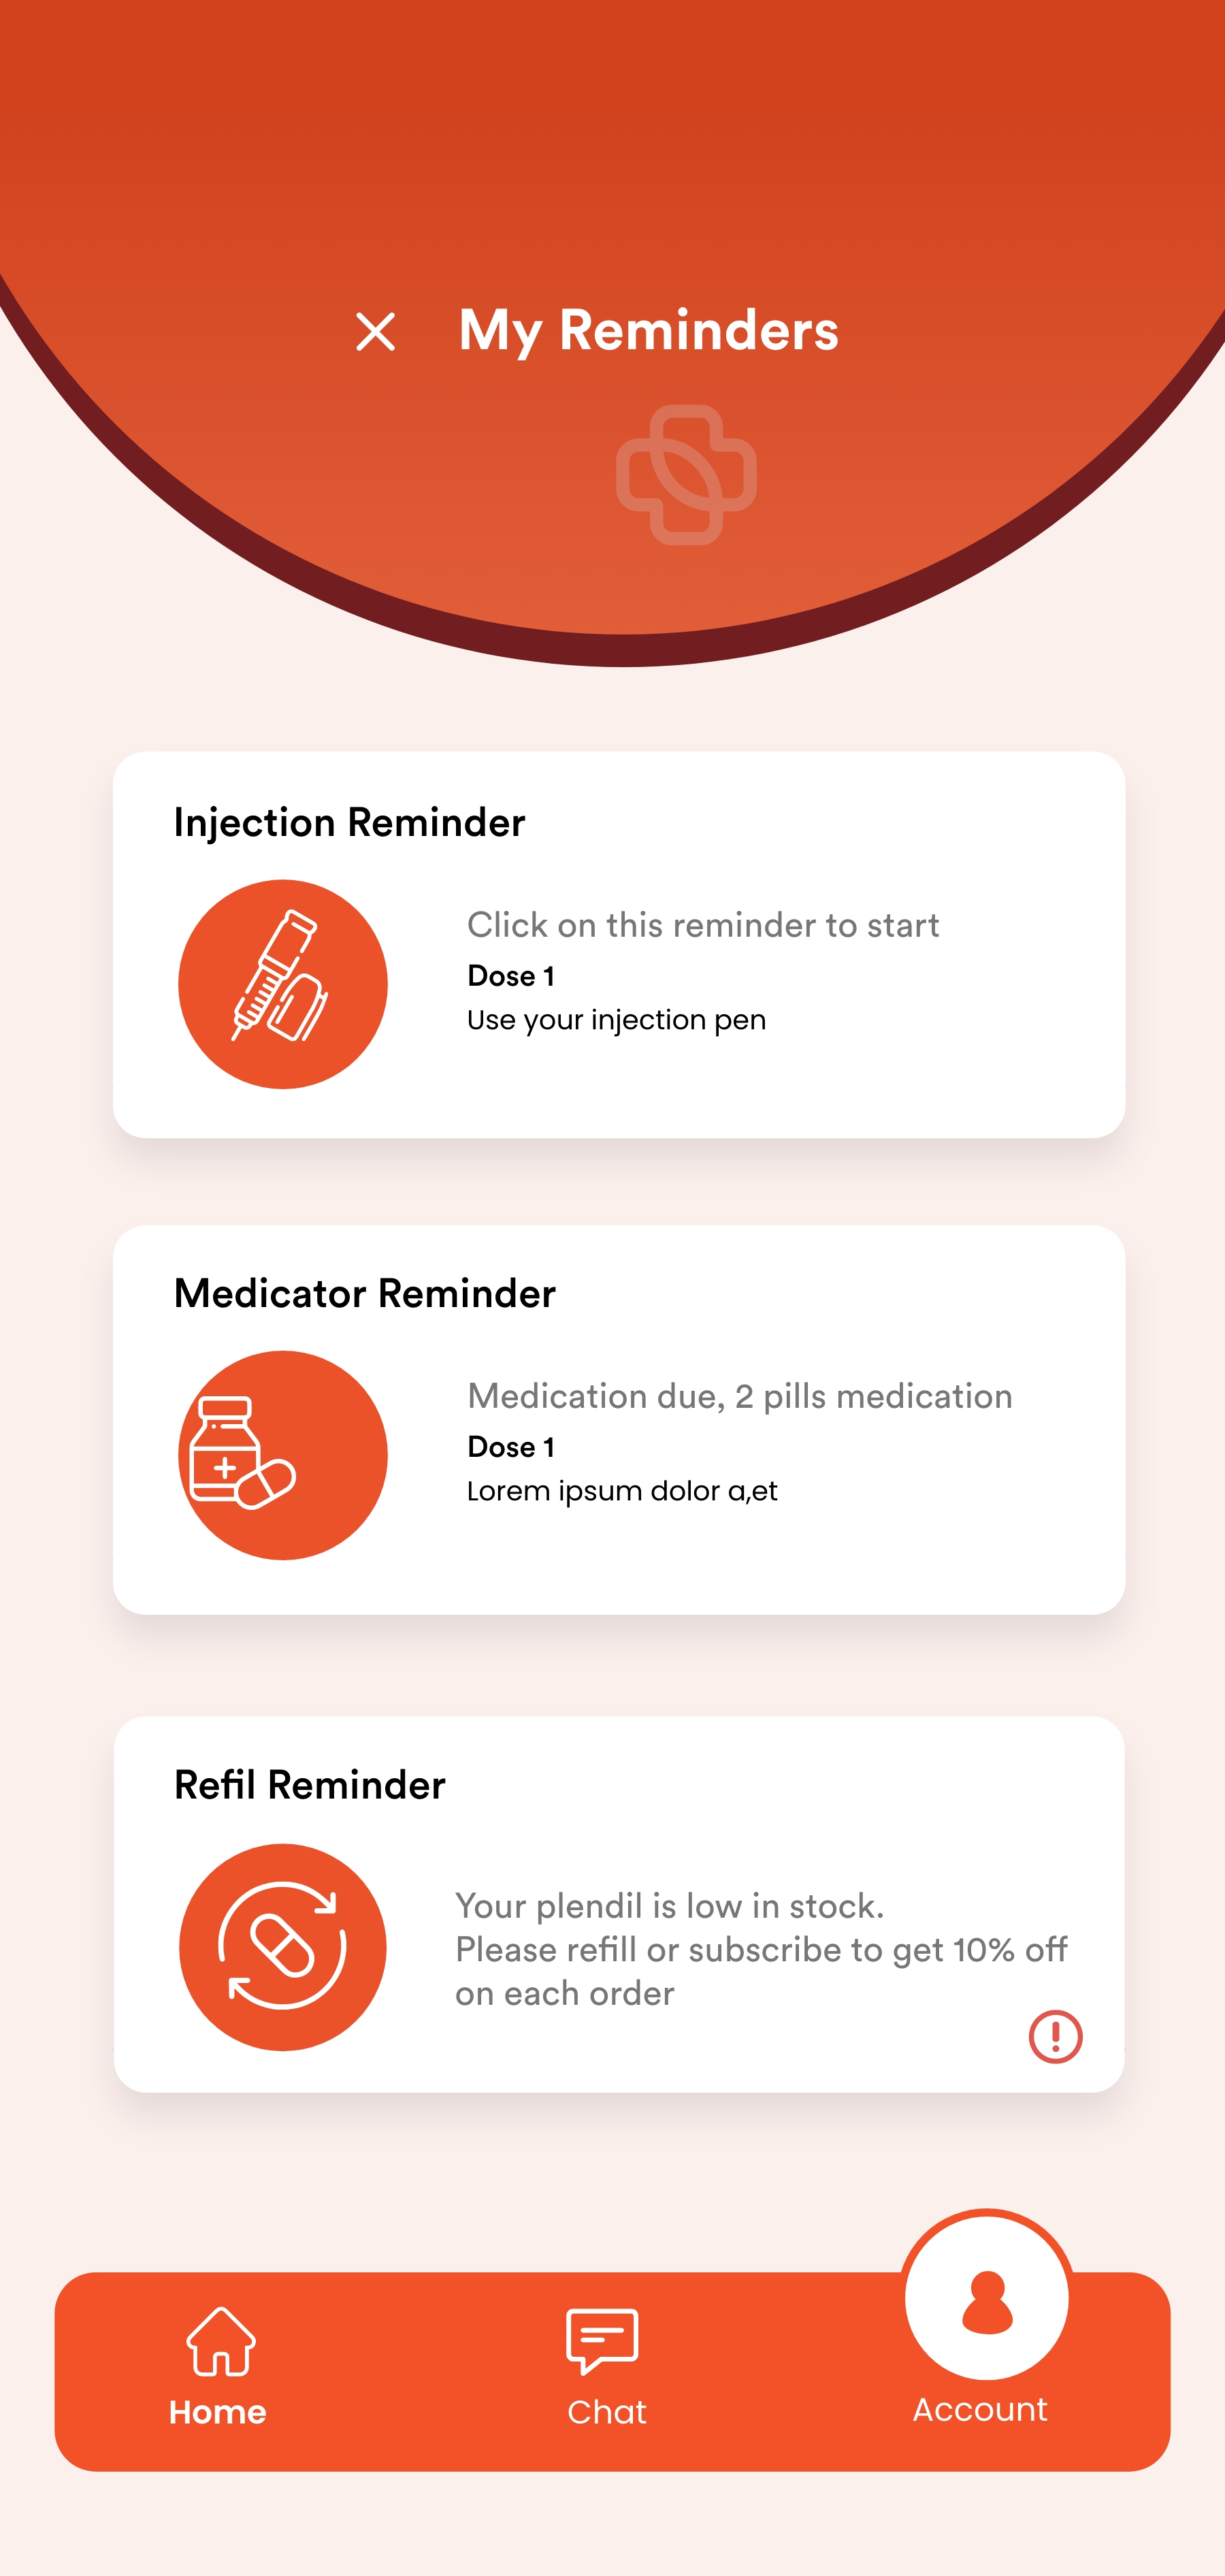 My Reminders
Injection Reminder
Click on this reminder to start
Dose 1
Use your injection pen
Medicator Reminder
Medication due, 2 pills medication
Dose 1
Lorem ipsum dolor a,et
Refil Reminder
Your plendil is low in stock.
Please refill or subscribe to get 10% off
on each order
Home
Chat
Account